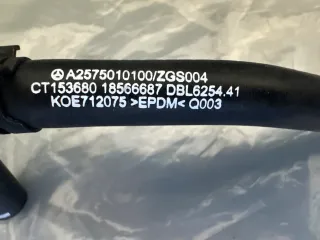 A2575010100/ZGS004
CT153680 18566687 DBL6254.41
KOE712075 >EPDM< Q003